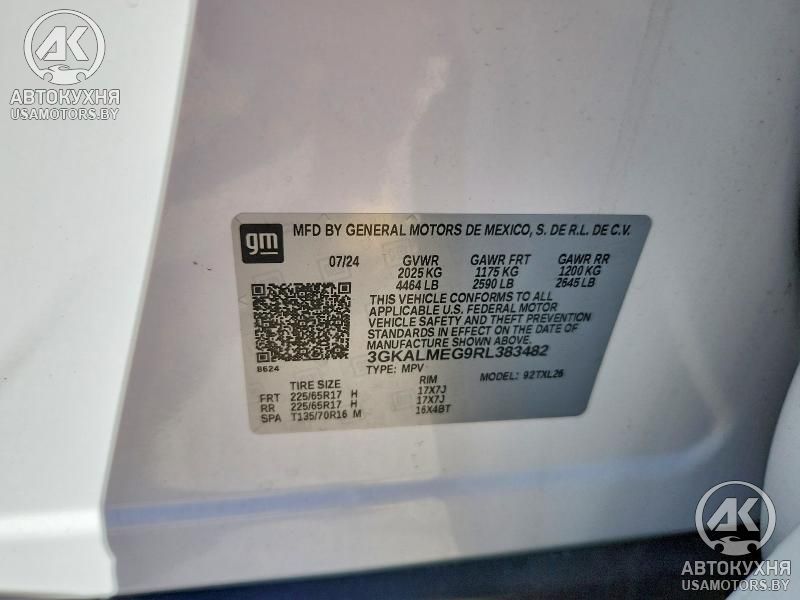 AK
АВТОКУХНЯ
USAMOTORS.BY
gm
MFD BY GENERAL MOTORS DE MEXICO, S. DE R.L. DE C.V.
07/24 GVWR GAWR FRT GAWR RR
2025 KG 1175 KG 1200 KG
4464 LB 2590 LB 2645 LB
THIS VEHICLE CONFORMS TO ALL
APPLICABLE U.S. FEDERAL MOTOR
VEHICLE SAFETY AND THEFT PREVENTION
STANDARDS IN EFFECT ON THE DATE OF
MANUFACTURE SHOWN ABOVE.
8624
3GKALMEG9RL383482
TYPE: MPV MODEL: 92TXL26
TIRE SIZE RIM
FRT 225/65R17 H 17X7J
RR 225/65R17 H 17X7J
SPA T135/70R16 M 16X4BT
AK
АВТОКУХНЯ
USAMOTORS.BY